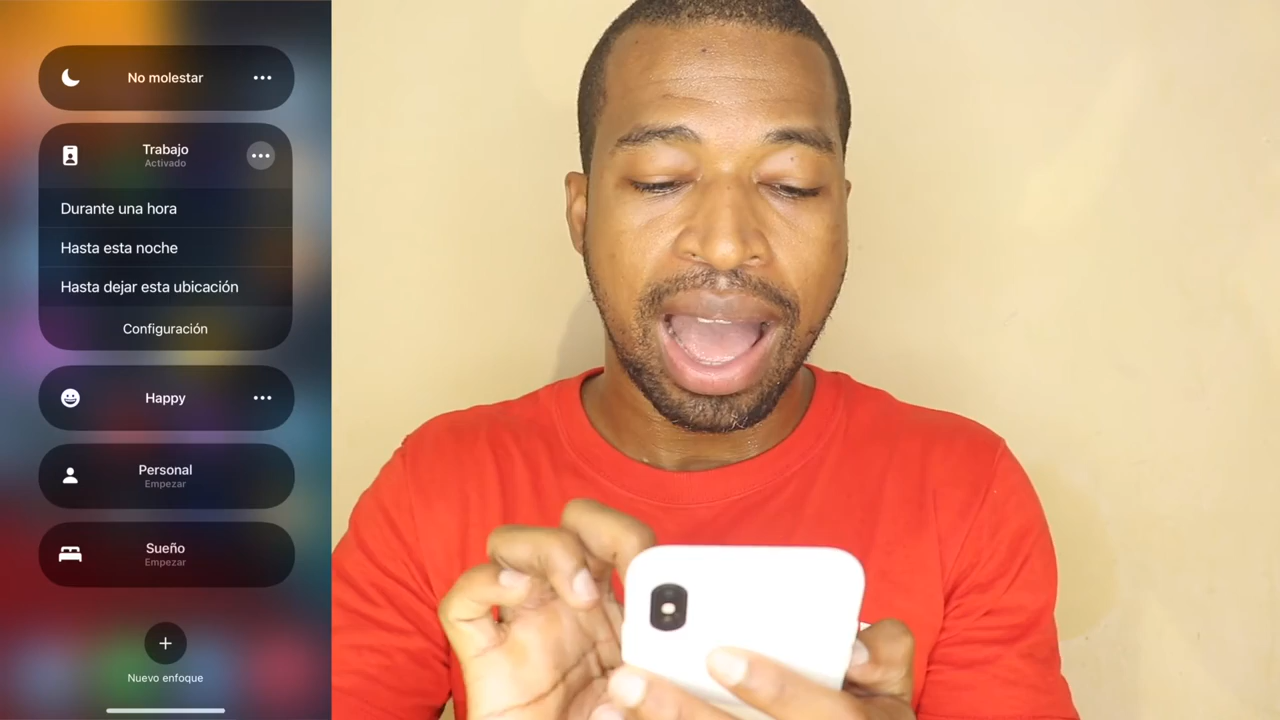 No molestar
Trabajo
Activado
Durante una hora
Hasta esta noche
Hasta dejar esta ubicación
Configuración
Happy
Personal
Empezar
Sueño
Empezar
Nuevo enfoque